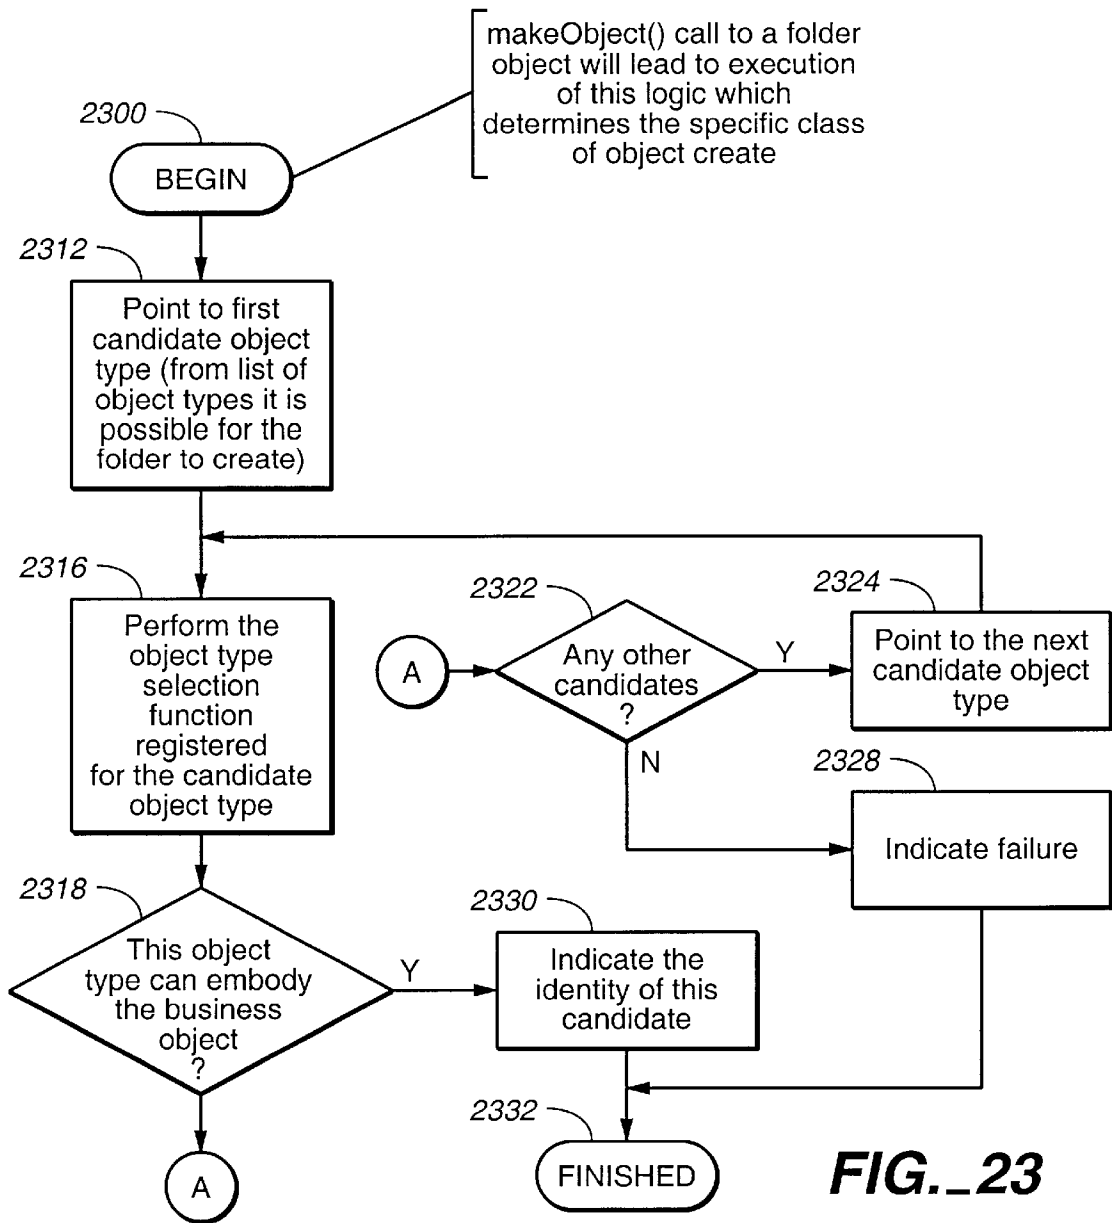 makeObject() call to a folder
object will lead to execution
of this logic which
determines the specific class
of object create
2300
BEGIN
2312
Point to first
candidate object
type (from list of
object types it is
possible for the
folder to create)
2316
Perform the
object type
selection
function
registered
for the candidate
object type
2318
This object
type can embody
the business
object
?
Y
A
A
2322
Any other
candidates
?
Y
N
2324
Point to the next
candidate object
type
2328
Indicate failure
2330
Indicate the
identity of this
candidate
2332
FINISHED
FIG._23